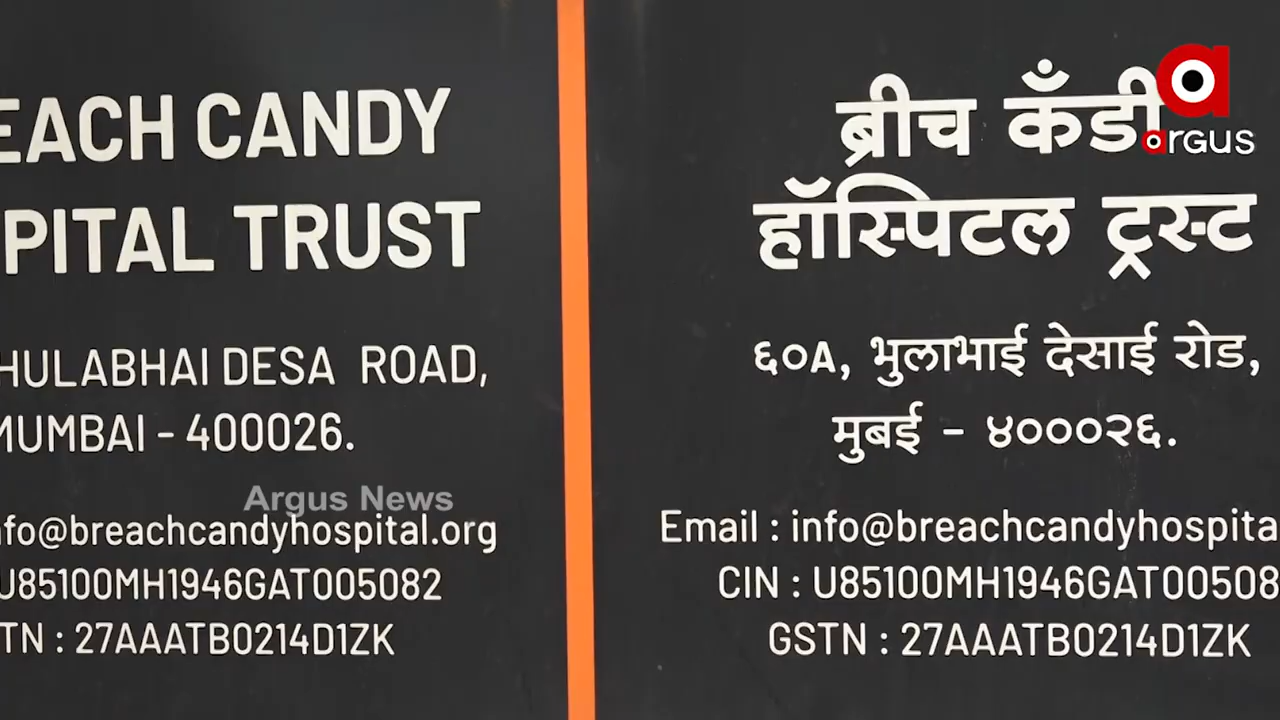 EACH CANDY
PITAL TRUST
HULABHAI DESA ROAD,
MUMBAI - 400026.
nfo@breachcandyhospital.org
U85100MH1946GAT005082
TN : 27AAATB0214D1ZK
ब्रीच कँडी
हॉस्पिटल ट्रस्ट
६०A, भुलाभाई देसाई रोड,
मुबई - ४०००२६.
Email : info@breachcandyhospita
CIN : U85100MH1946GAT00508
GSTN : 27AAATB0214D1ZK
Argus News
a
argus